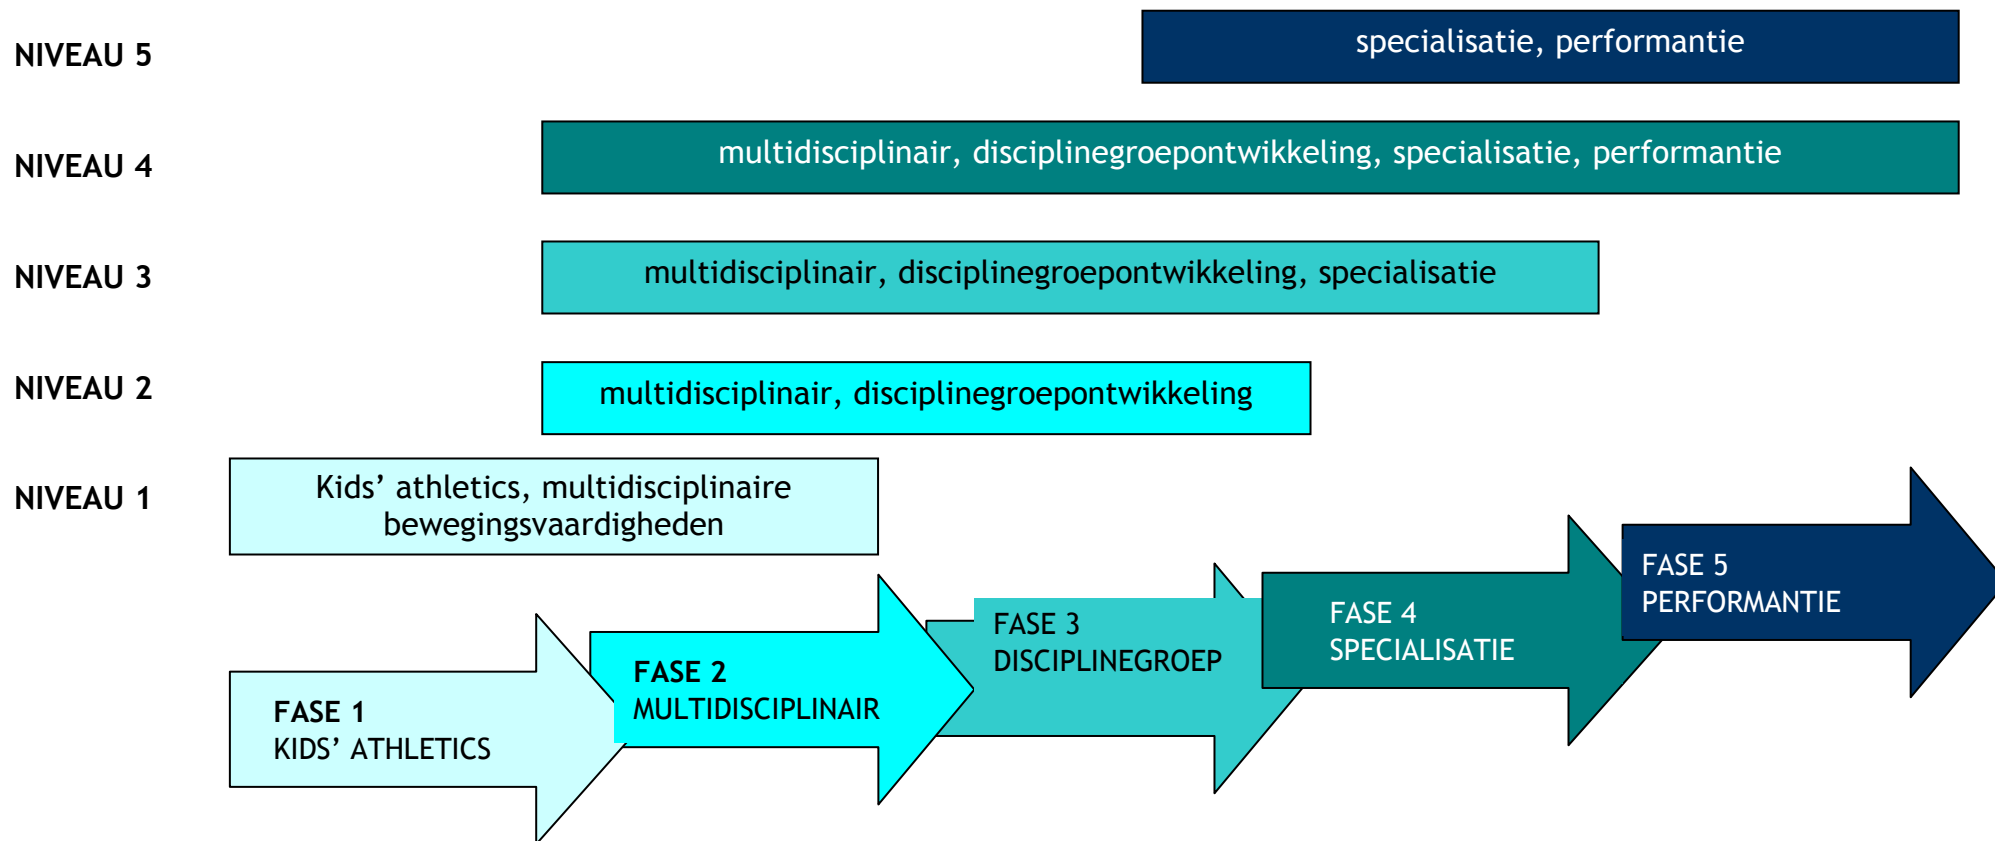 NIVEAU 5
specialisatie, performantie
NIVEAU 4
multidisciplinair, disciplinegroepontwikkeling, specialisatie, performantie
NIVEAU 3
multidisciplinair, disciplinegroepontwikkeling, specialisatie
NIVEAU 2
multidisciplinair, disciplinegroepontwikkeling
NIVEAU 1
Kids’ athletics, multidisciplinaire
bewegingsvaardigheden
FASE 1
KIDS’ ATHLETICS
FASE 2
MULTIDISCIPLINAIR
FASE 3
DISCIPLINEGROEP
FASE 4
SPECIALISATIE
FASE 5
PERFORMANTIE